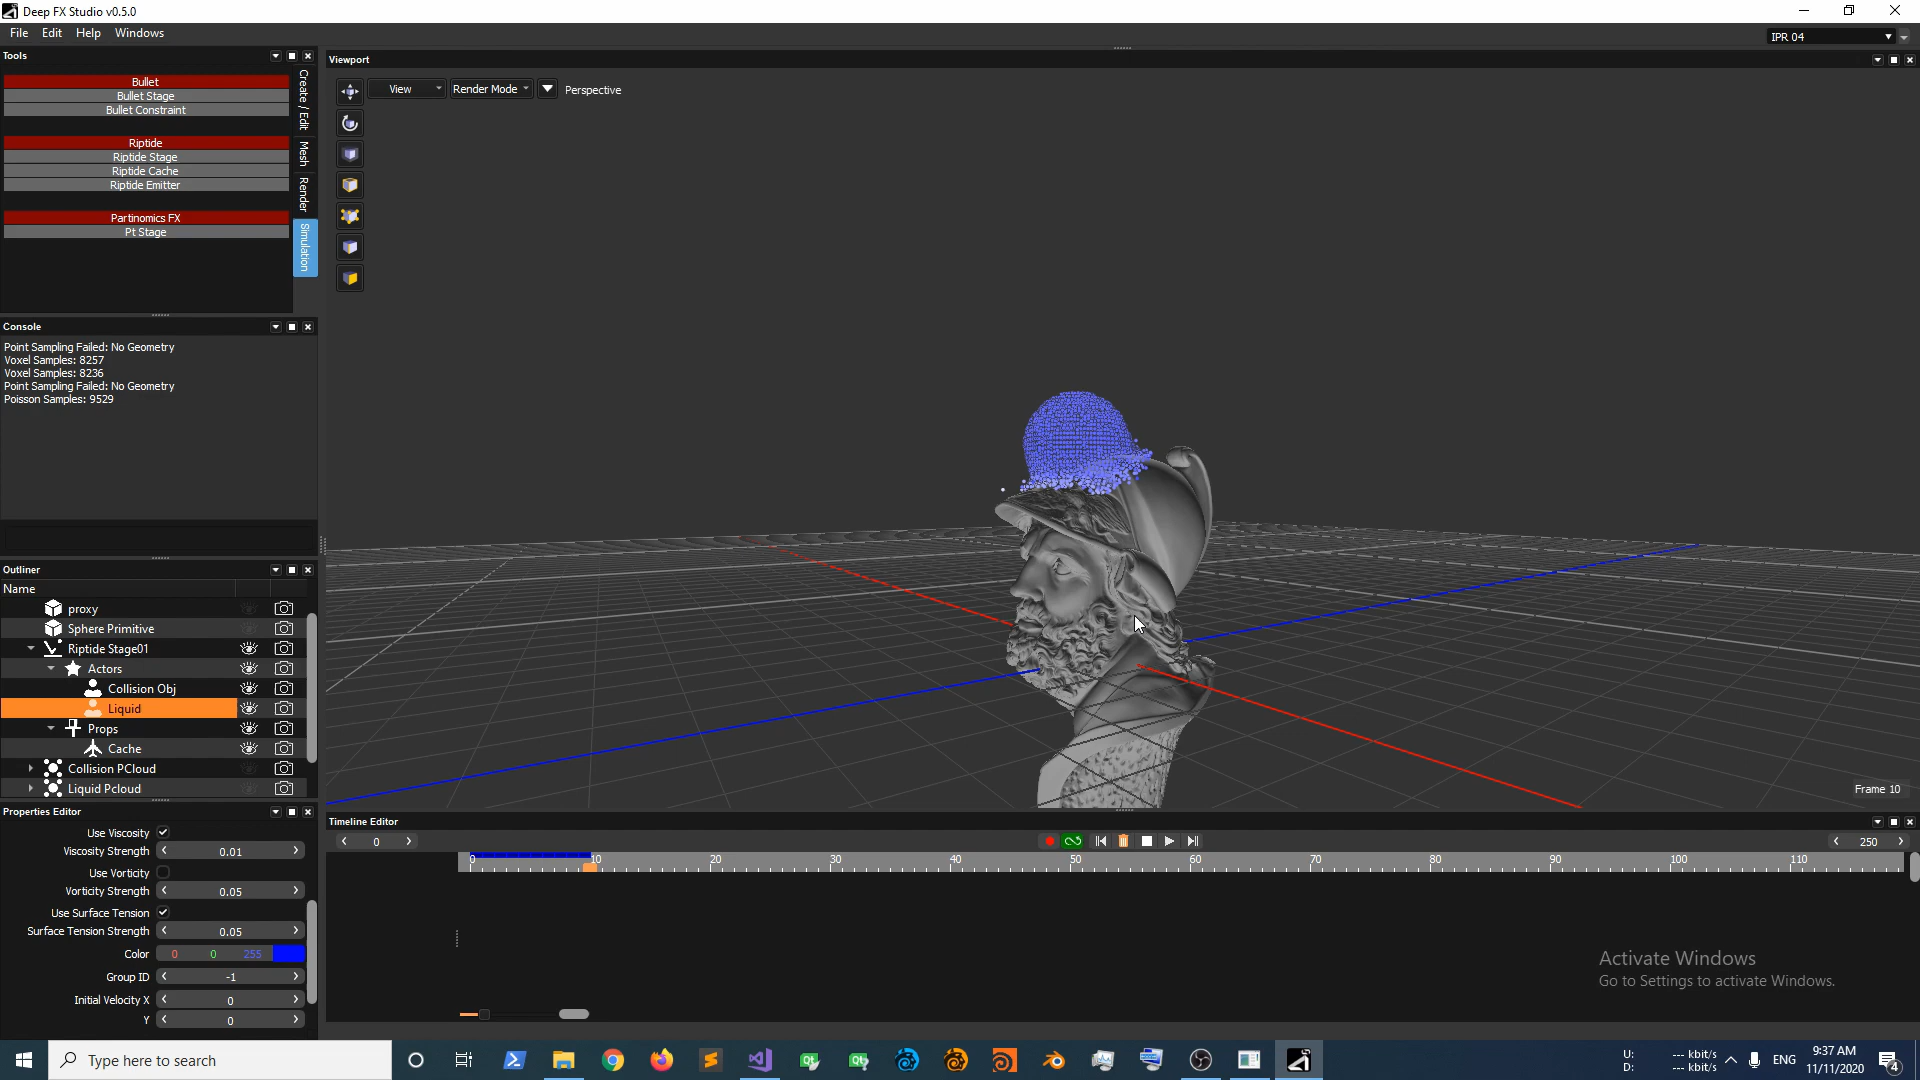 Deep FX Studio v0.5.0
File Edit Help Windows
IPR 04
Tools
Bullet
Bullet Stage
Bullet Constraint
Riptide
Riptide Stage
Riptide Cache
Riptide Emitter
Partinomics FX
Pt Stage
Create / Edit
Mesh
Render
Simulation
Viewport
View
Render Mode
Perspective
Frame 10
Console
Point Sampling Failed: No Geometry
Voxel Samples: 8257
Voxel Samples: 8236
Point Sampling Failed: No Geometry
Poisson Samples: 9529
Outliner
Name
proxy
Sphere Primitive
Riptide Stage01
Actors
Collision Obj
Liquid
Props
Cache
Collision PCloud
Liquid Pcloud
Properties Editor
Use Viscosity
Viscosity Strength 0.01
Use Vorticity
Vorticity Strength 0.05
Use Surface Tension
Surface Tension Strength 0.05
Color 0 0 255
Group ID -1
Initial Velocity X 0
Y 0
Timeline Editor
0
250
0 10 20 30 40 50 60 70 80 90 100 110
Activate Windows
Go to Settings to activate Windows.
Type here to search
U: --- kbit/s
D: --- kbit/s
ENG
9:37 AM
11/11/2020
4